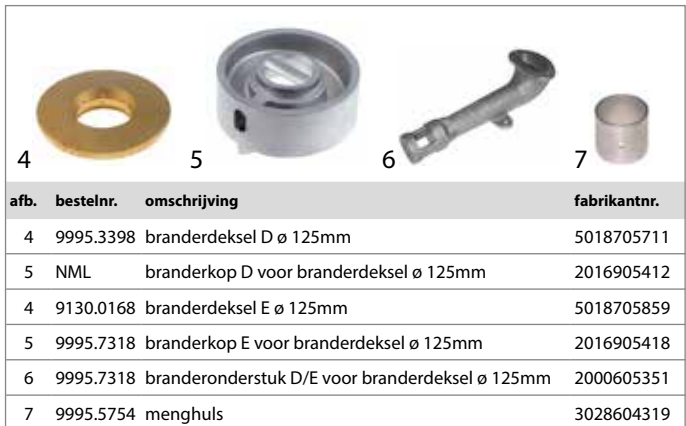 4 5 6 7
afb. bestelnr. omschrijving fabrikantnr.
4 9995.3398 branderdeksel D ø 125mm 5018705711
5 NML branderkop D voor branderdeksel ø 125mm 2016905412
4 9130.0168 branderdeksel E ø 125mm 5018705859
5 9995.7318 branderkop E voor branderdeksel ø 125mm 2016905418
6 9995.7318 branderonderstuk D/E voor branderdeksel ø 125mm 2000605351
7 9995.5754 menghuls 3028604319